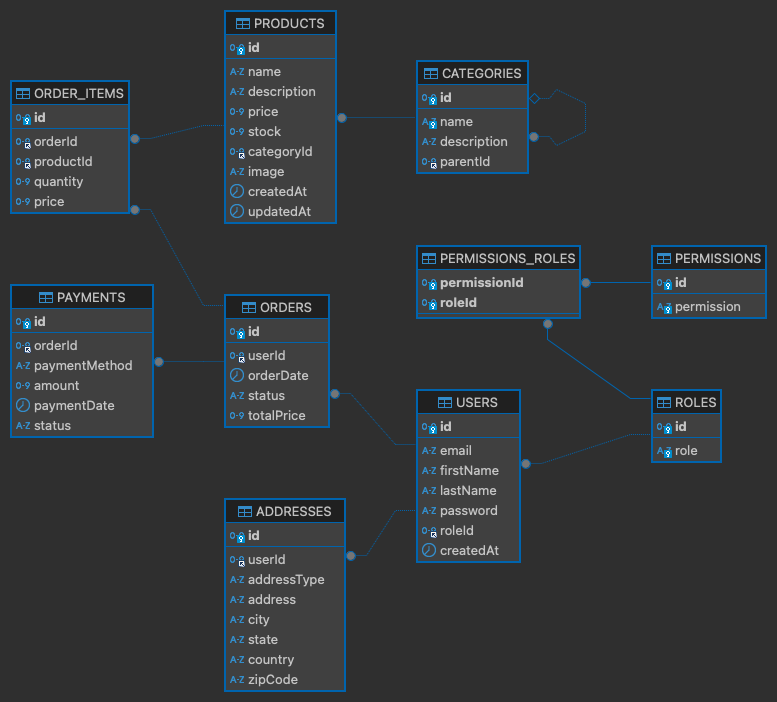 PRODUCTS
id
name
description
price
stock
categoryId
image
createdAt
updatedAt
CATEGORIES
id
name
description
parentId
ORDER_ITEMS
id
orderId
productId
quantity
price
PERMISSIONS_ROLES
permissionId
roleId
PERMISSIONS
id
permission
PAYMENTS
id
orderId
paymentMethod
amount
paymentDate
status
ORDERS
id
userId
orderDate
status
totalPrice
USERS
id
email
firstName
lastName
password
roleId
createdAt
ROLES
id
role
ADDRESSES
id
userId
addressType
address
city
state
country
zipCode